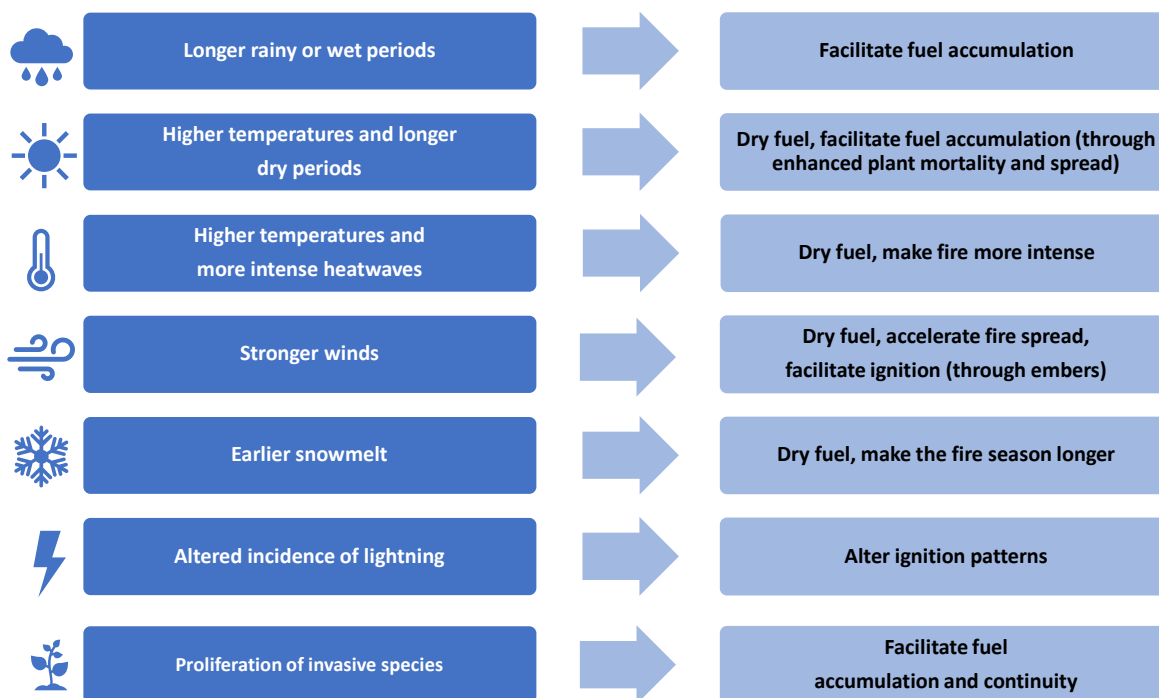 Longer rainy or wet periods
Facilitate fuel accumulation
Higher temperatures and longer
dry periods
Dry fuel, facilitate fuel accumulation (through
enhanced plant mortality and spread)
Higher temperatures and
more intense heatwaves
Dry fuel, make fire more intense
Stronger winds
Dry fuel, accelerate fire spread,
facilitate ignition (through embers)
Earlier snowmelt
Dry fuel, make the fire season longer
Altered incidence of lightning
Alter ignition patterns
Proliferation of invasive species
Facilitate fuel
accumulation and continuity